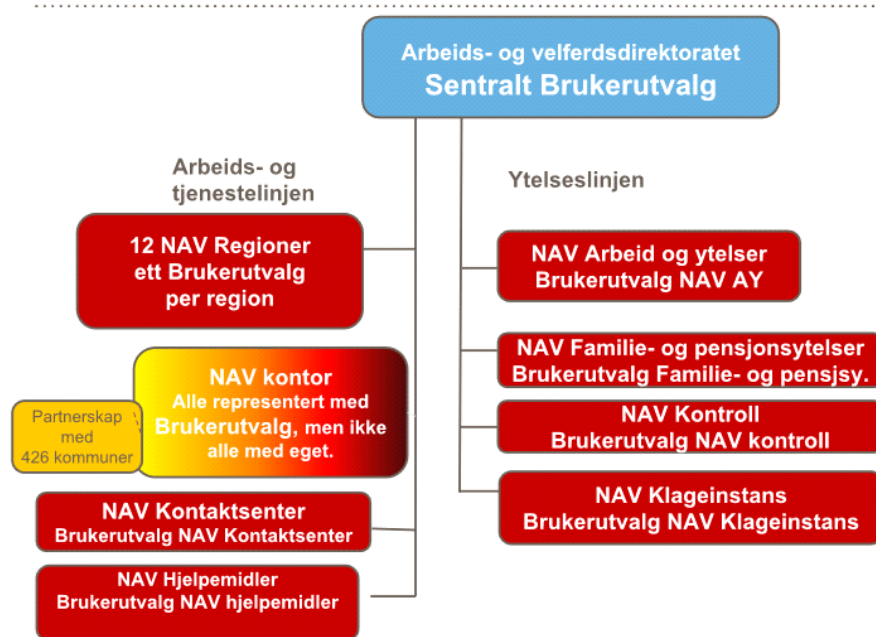 Arbeids- og velferdsdirektoratet
Sentralt Brukerutvalg
Arbeids- og
tjenestelinjen
12 NAV Regioner
ett Brukerutvalg
per region
NAV kontor
Alle representert med
Brukerutvalg, men ikke
alle med eget.
Partnerskap
med
426 kommuner
NAV Kontaktsenter
Brukerutvalg NAV Kontaktsenter
NAV Hjelpemidler
Brukerutvalg NAV hjelpemidler
Ytelseslinjen
NAV Arbeid og ytelser
Brukerutvalg NAV AY
NAV Familie- og pensjonsytelser
Brukerutvalg Familie- og pensjsy.
NAV Kontroll
Brukerutvalg NAV kontroll
NAV Klageinstans
Brukerutvalg NAV Klageinstans